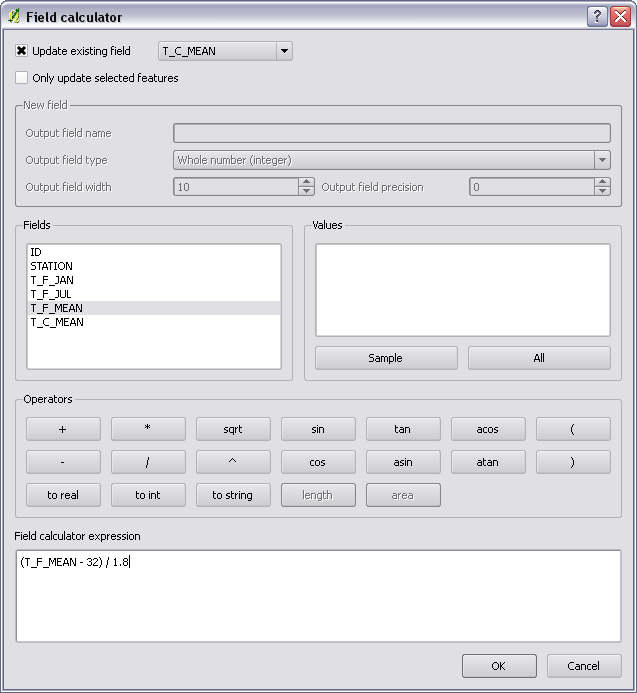 Field calculator
?
Update existing field T_C_MEAN
Only update selected features
New field
Output field name
Output field type Whole number (integer)
Output field width 10 Output field precision 0
Fields Values
ID
STATION
T_F_JAN
T_F_JUL
T_F_MEAN
T_C_MEAN
Sample All
Operators
+ * sqrt sin tan acos (
- / ^ cos asin atan )
to real to int to string length area
Field calculator expression
(T_F_MEAN - 32) / 1.8
OK Cancel